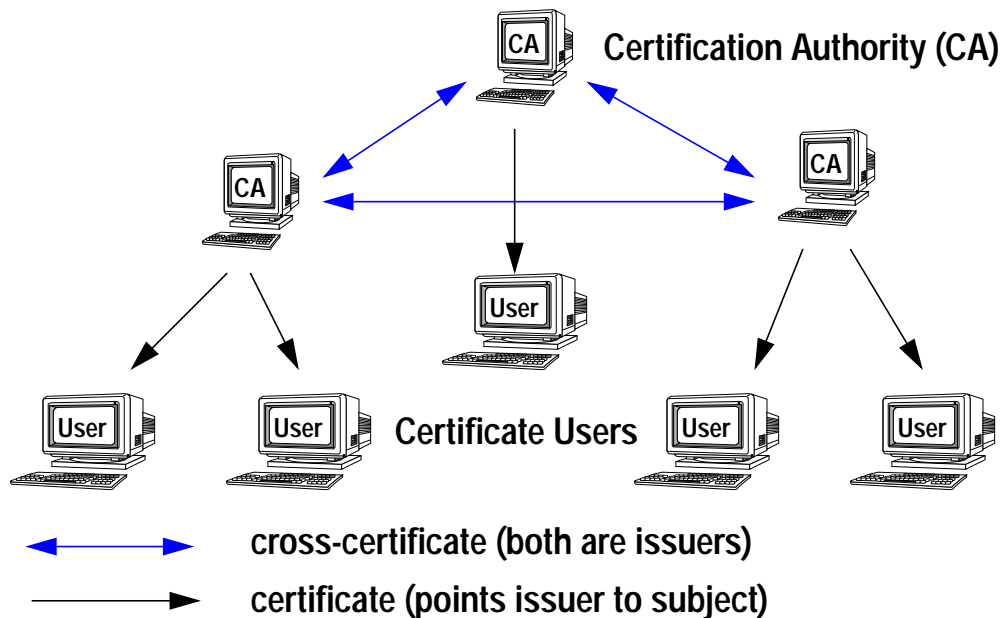 CA
Certification Authority (CA)
CA
CA
User
User
User
Certificate Users
User
User
cross-certificate (both are issuers)
certificate (points issuer to subject)